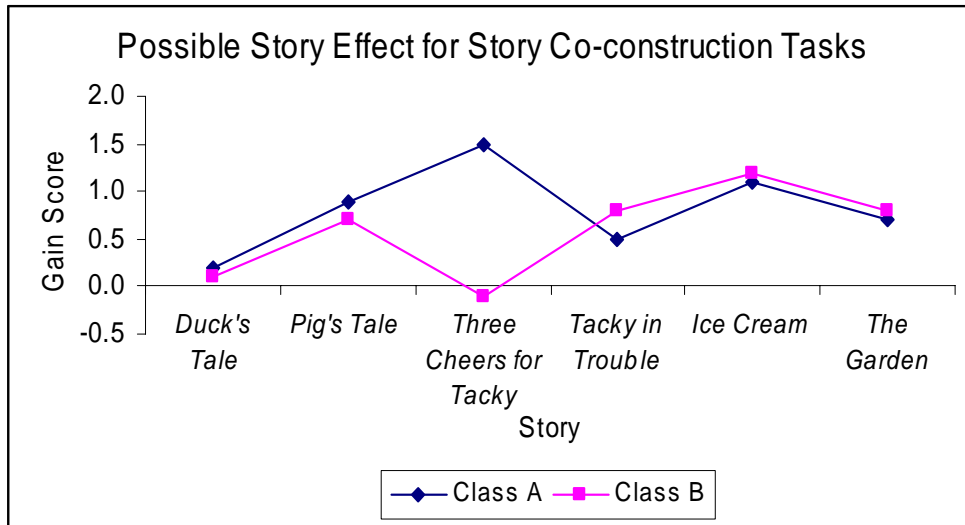 Possible Story Effect for Story Co-construction Tasks
2.0
1.5
1.0
0.5
0.0
-0.5
Gain Score
Duck's
Tale
Pig's Tale
Three
Cheers for
Tacky
Tacky in
Trouble
Ice Cream
The
Garden
Story
Class A
Class B